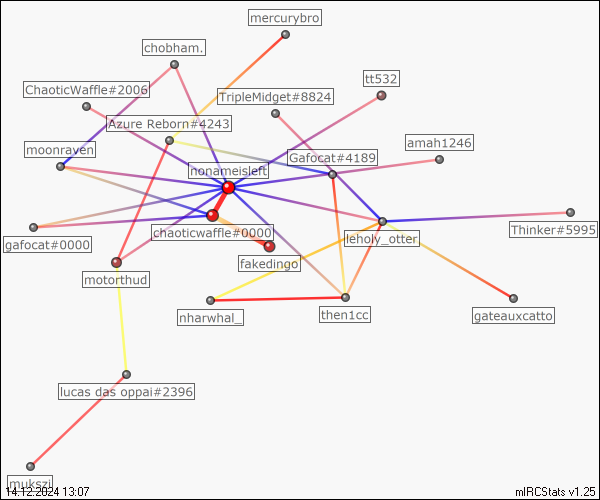 mercurybro
chobham.
tt532
ChaoticWaffle#2006
TripleMidget#8824
Azure Reborn#4243
amah1246
moonraven
Gafocat#4189
nonameisleft
chaoticwaffle#0000
gafocat#0000
leholy_otter.
Thinker#5995
fakedingo
motorthud
nharwhal_
then1cc
gateauxcatto
lucas das oppai#2396
mukszi
14.12.2024 13:07
mIRCStats v1.25